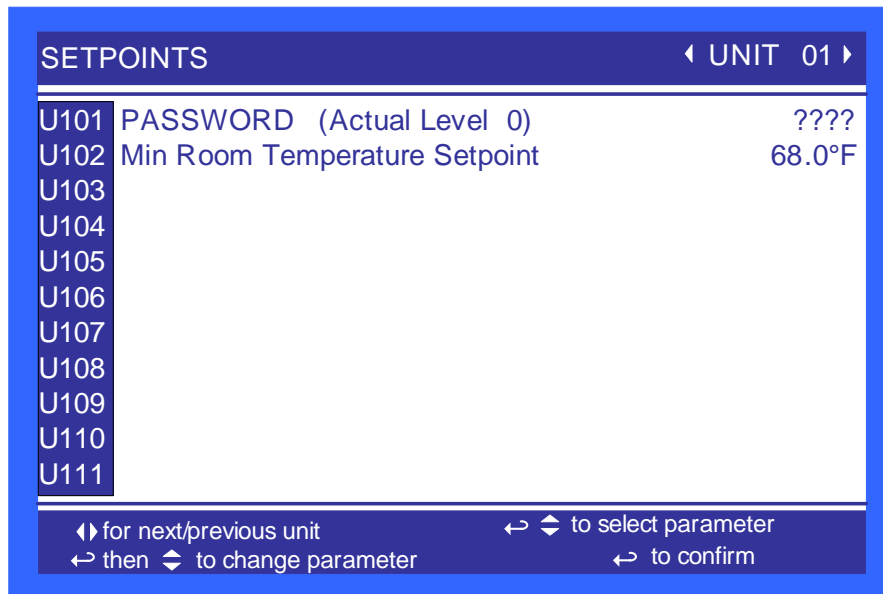 SETPOINTS UNIT 01
U101 PASSWORD (Actual Level 0) ????
U102 Min Room Temperature Setpoint 68.0°F
U103
U104
U105
U106
U107
U108
U109
U110
U111
for next/previous unit to select parameter
then to change parameter to confirm